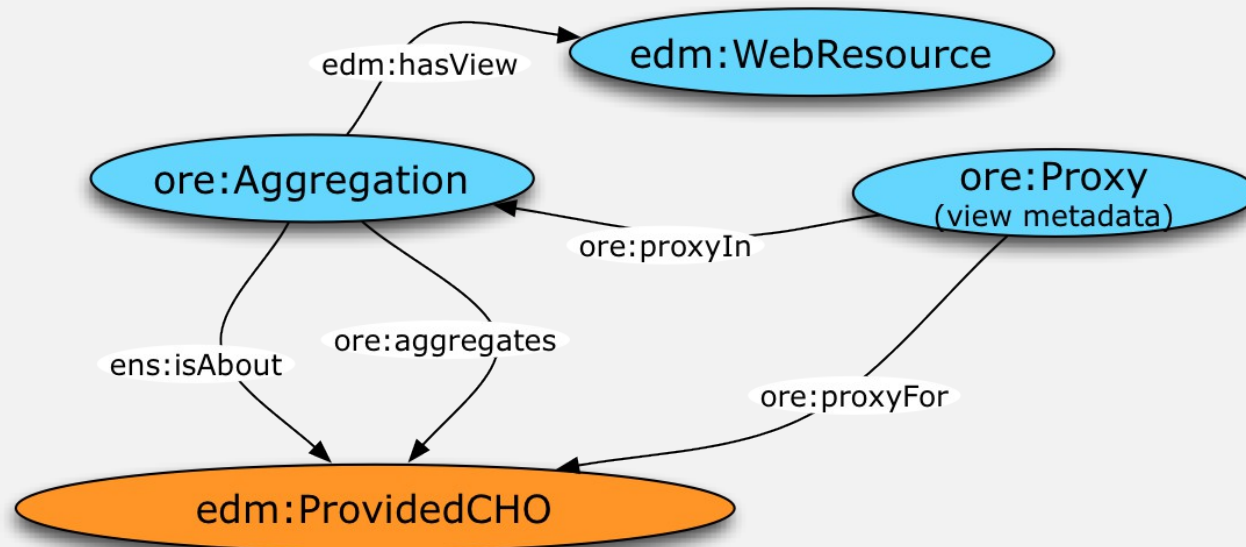 edm:WebResource
edm:hasView
ore:Aggregation
ore:Proxy
(view metadata)
ore:proxyIn
ore:aggregates
ens:isAbout
ore:proxyFor
edm:ProvidedCHO